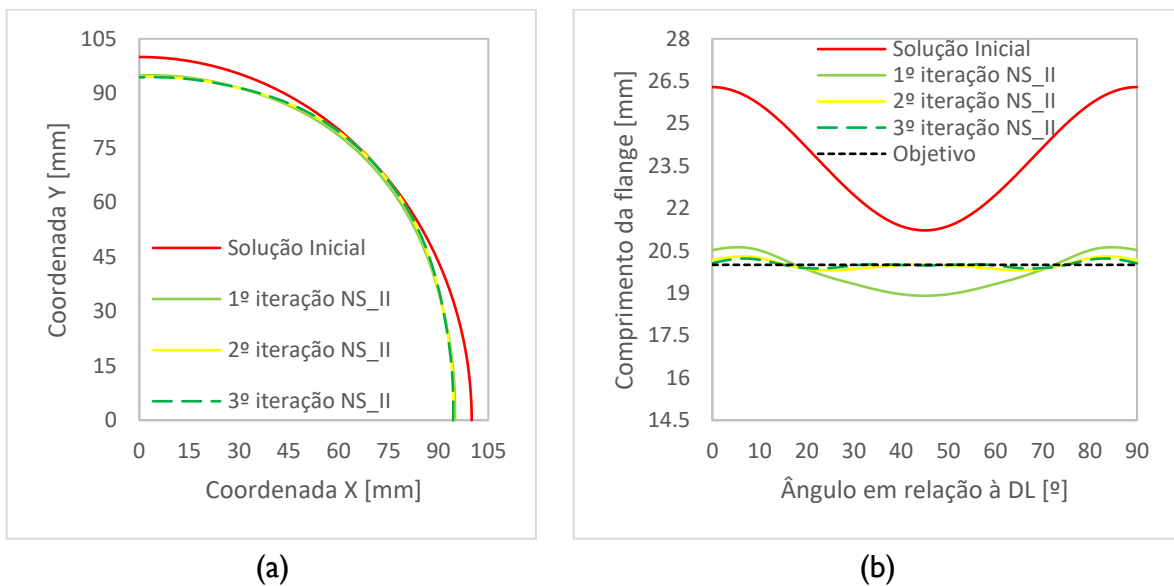 105
90
75
60
45
30
15
0
Coordenada Y [mm]
Solução Inicial
1º iteração NS_II
2º iteração NS_II
3º iteração NS_II
0 15 30 45 60 75 90 105
Coordenada X [mm]
(a)
28
26.5
25
23.5
22
20.5
19
17.5
16
14.5
Comprimento da flange [mm]
Solução Inicial
1º iteração NS_II
2º iteração NS_II
3º iteração NS_II
Objetivo
0 10 20 30 40 50 60 70 80 90
Ângulo em relação à DL [º]
(b)